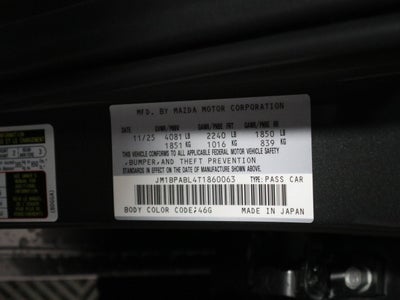 MFD. BY MAZDA MOTOR CORPORATION
DATE GVWR/PNBV GAWR/PNBE FRT GAWR/PNBE RR
11/25 4081 LB 2240 LB 1850 LB
1851 KG 1016 KG 839 KG
THIS VEHICLE CONFORMS TO ALL APPLICABLE FEDERAL MOTOR VEHICLE SAFETY
,BUMPER,AND THEFT PREVENTION
STANDARDS IN EFFECT ON THE DATE OF MANUFACTURE SHOWN ABOVE.
JM1BPABL4T1860063 TYPE:PASS CAR
BODY COLOR CODE;46G MADE IN JAPAN